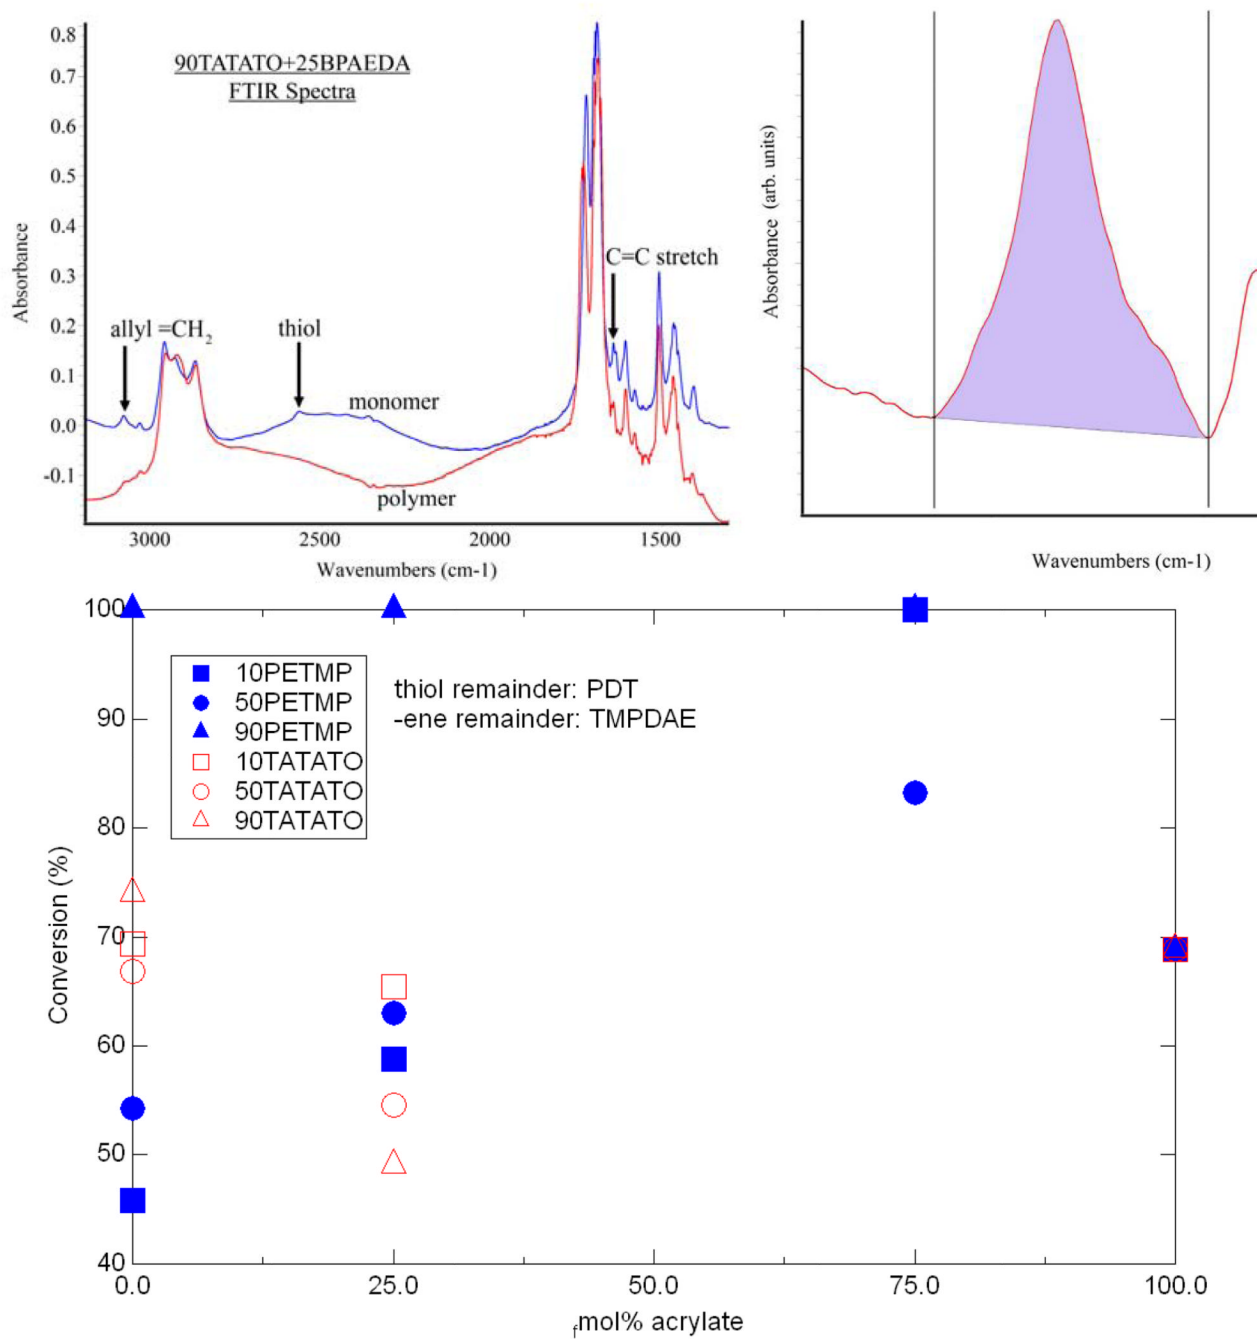 90TATATO+25BPAEDA
FTIR Spectra
Absorbance
0.8
0.7
0.6
0.5
0.4
0.3
0.2
0.1
0.0
-0.1
allyl =CH2
thiol
monomer
polymer
C=C stretch
3000 2500 2000 1500
Wavenumbers (cm-1)
Absorbance (arb. units)
Wavenumbers (cm-1)
Conversion (%)
100
90
80
70
60
50
40
10PETMP
50PETMP
90PETMP
10TATATO
50TATATO
90TATATO
thiol remainder: PDT
-ene remainder: TMPDAE
0.0 25.0 50.0 75.0 100.0
fmol% acrylate